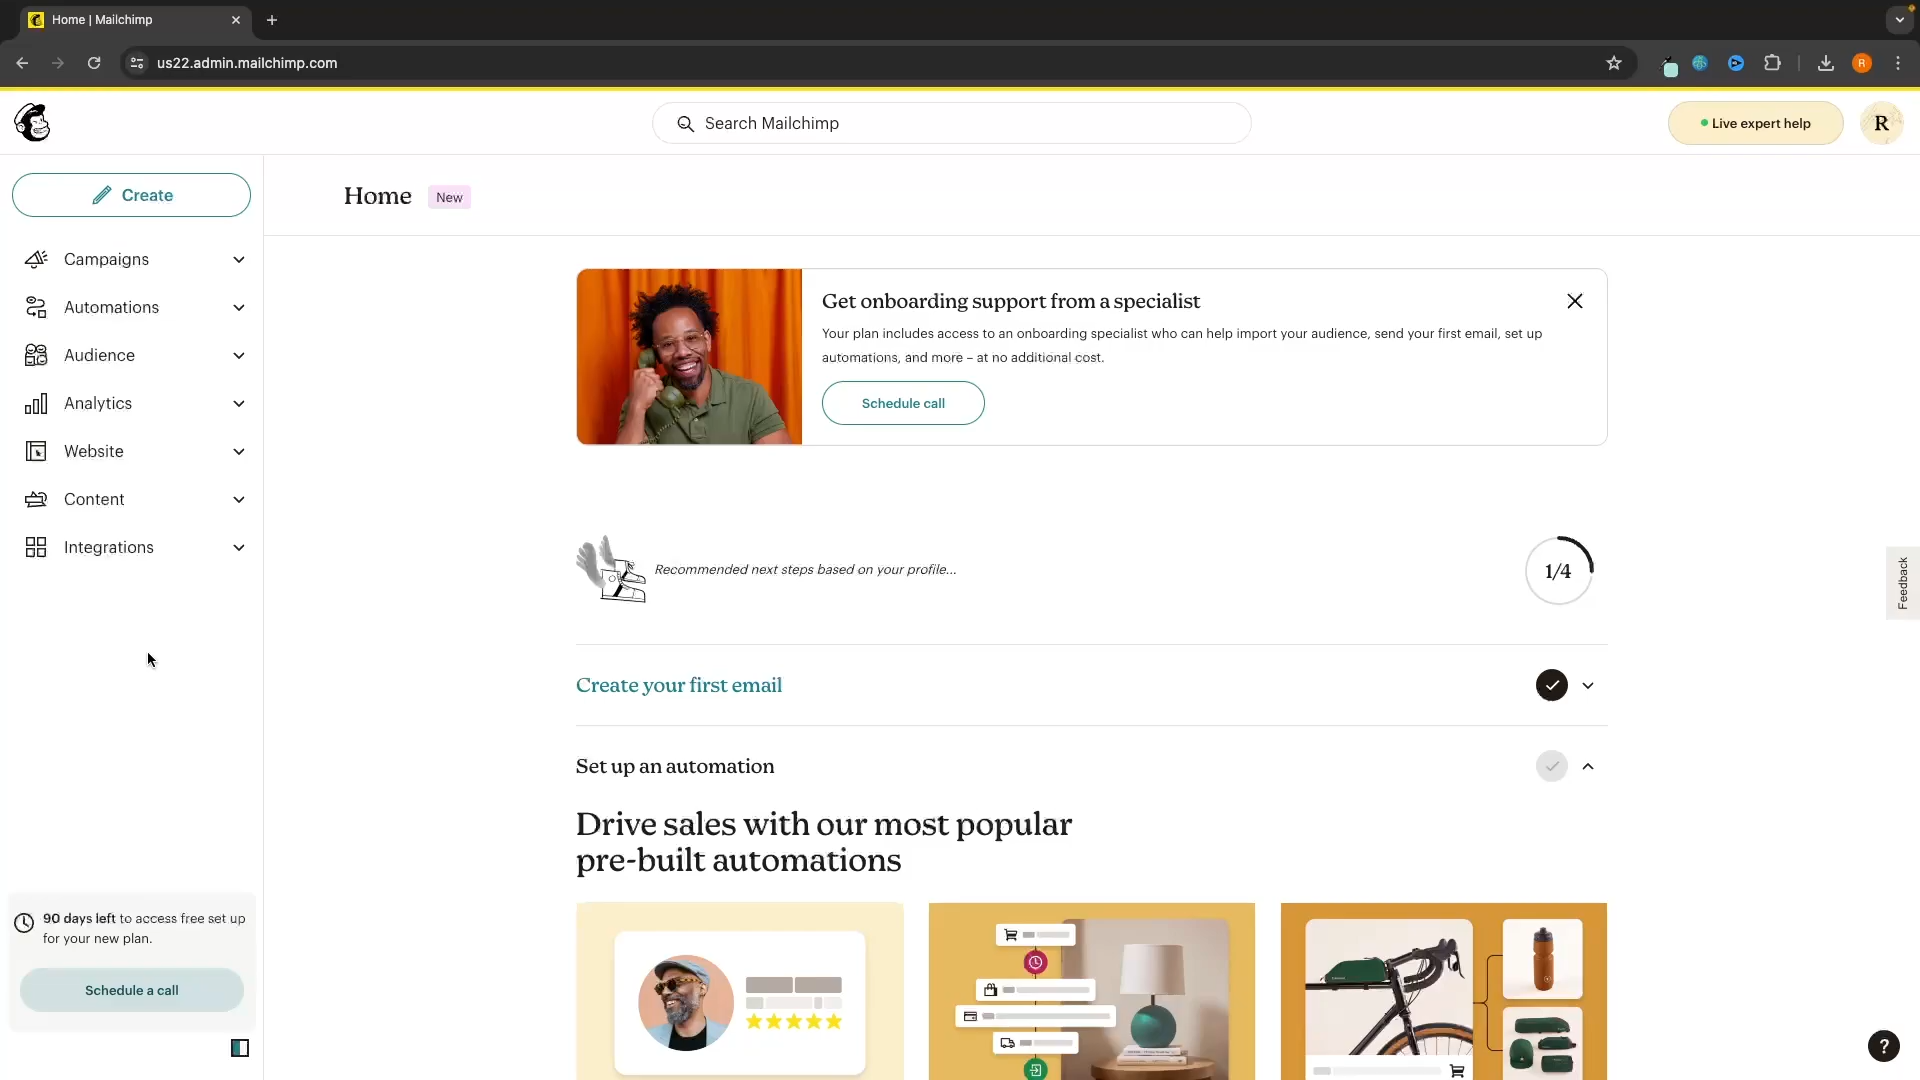 Home | Mailchimp
us22.admin.mailchimp.com
R
Search Mailchimp
Live expert help
R
Create
Home
New
Campaigns
Automations
Audience
Analytics
Website
Content
Integrations
Get onboarding support from a specialist
Your plan includes access to an onboarding specialist who can help import your audience, send your first email, set up
automations, and more – at no additional cost.
Schedule call
Recommended next steps based on your profile...
1/4
Feedback
Create your first email
Set up an automation
Drive sales with our most popular
pre-built automations
90 days left to access free set up
for your new plan.
Schedule a call
?